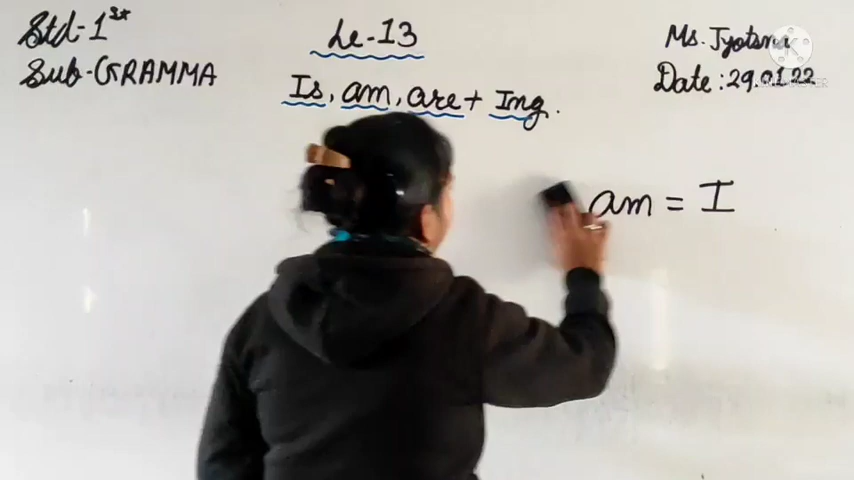 Std-1st
Sub-GRAMMA
Le-13
Is, am, are + Ing.
Ms. Jyotsna
Date : 29.01.22
am = I